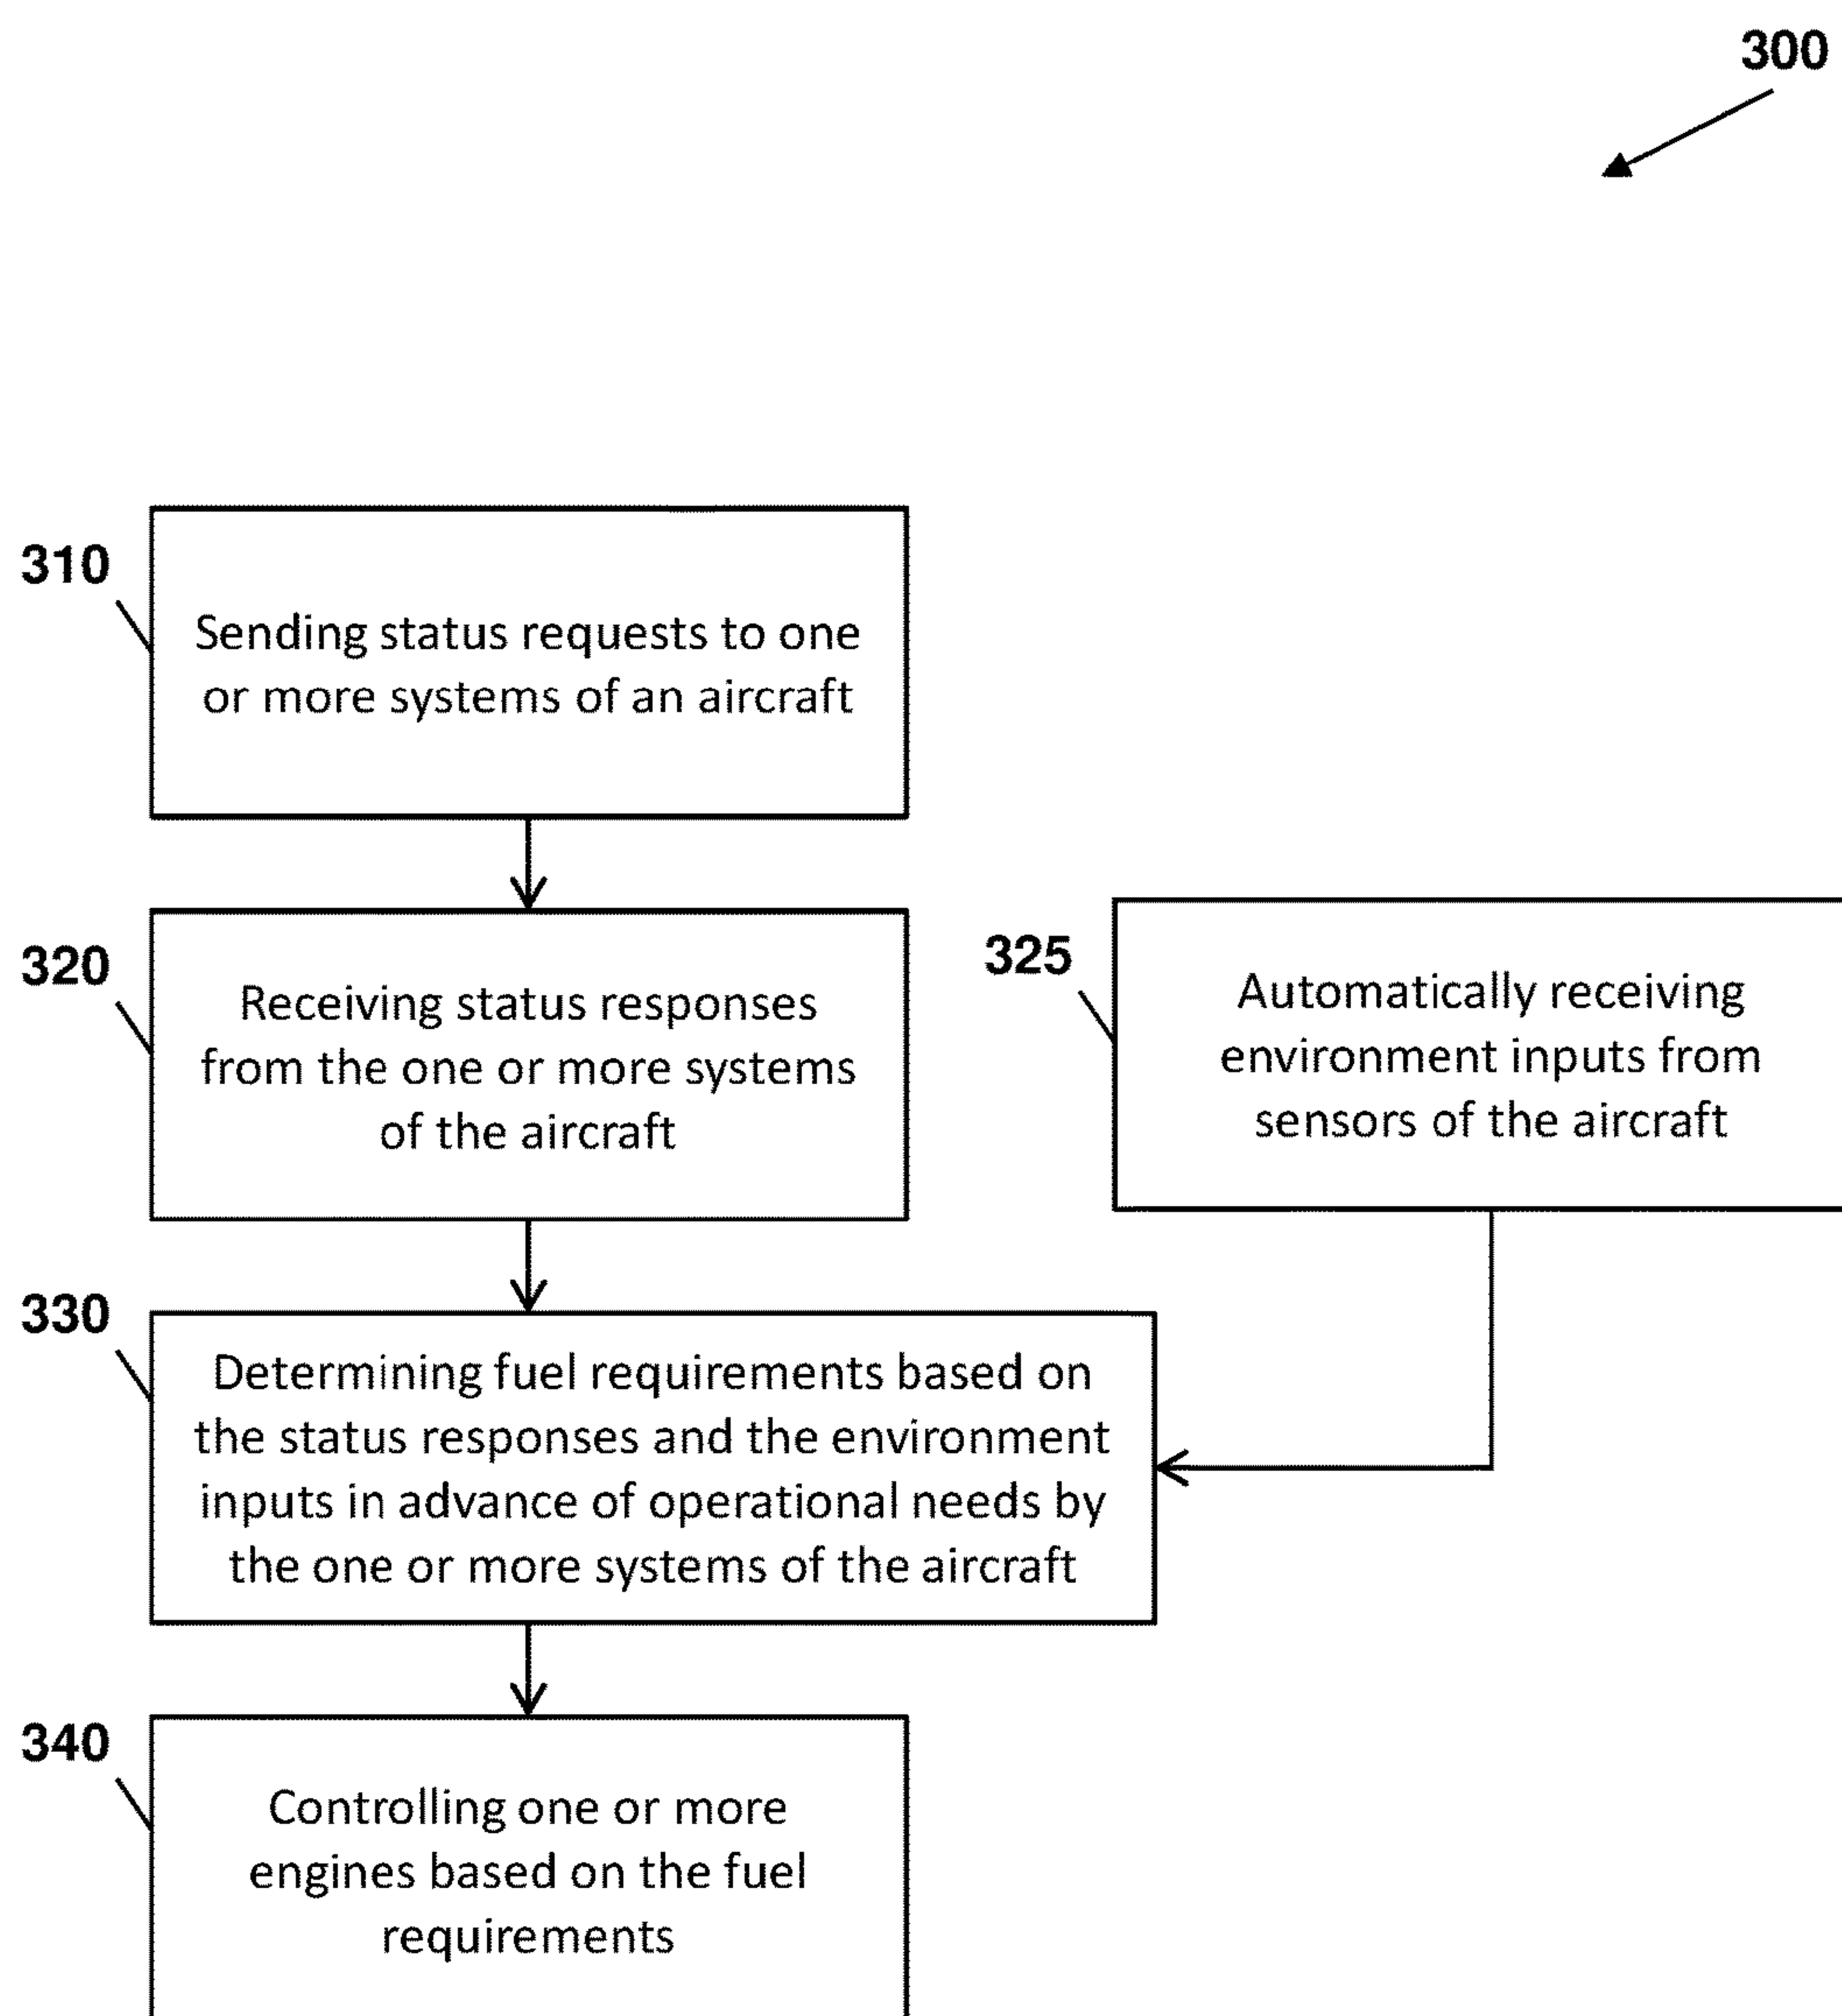 300
310
Sending status requests to one
or more systems of an aircraft
320
Receiving status responses
from the one or more systems
of the aircraft
325
Automatically receiving
environment inputs from
sensors of the aircraft
330
Determining fuel requirements based on
the status responses and the environment
inputs in advance of operational needs by
the one or more systems of the aircraft
340
Controlling one or more
engines based on the fuel
requirements